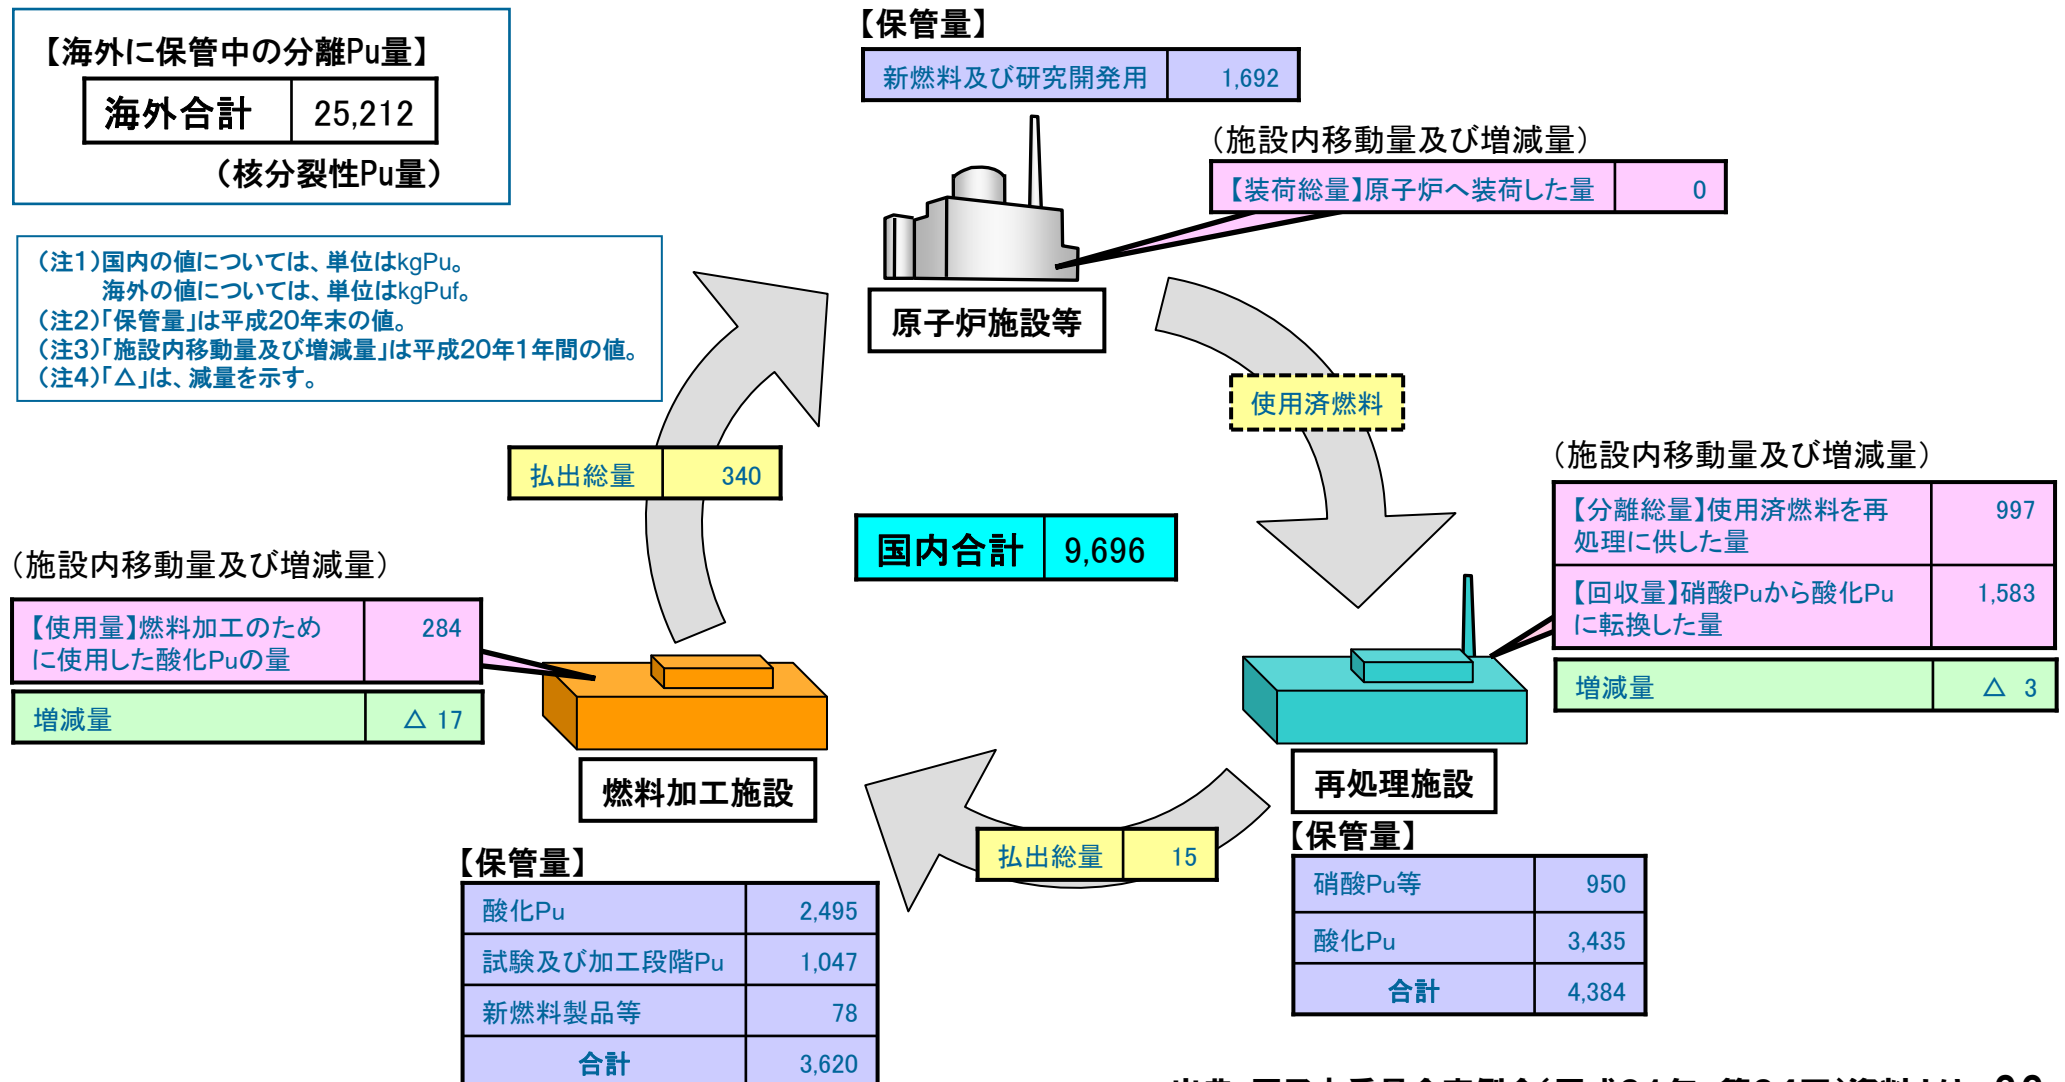 【海外に保管中の分離Pu量】
海外合計 25,212
（核分裂性Pu量）
【保管量】
新燃料及び研究開発用 1,692
（施設内移動量及び増減量）
【装荷総量】原子炉へ装荷した量 0
（注1）国内の値については、単位はkgPu。
海外の値については、単位はkgPuf。
（注2）「保管量」は平成20年末の値。
（注3）「施設内移動量及び増減量」は平成20年1年間の値。
（注4）「△」は、減量を示す。
原子炉施設等
使用済燃料
払出総量 340
国内合計 9,696
（施設内移動量及び増減量）
【分離総量】使用済燃料を再
処理に供した量 997
【回収量】硝酸Puから酸化Pu
に転換した量 1,583
増減量 △ 3
（施設内移動量及び増減量）
【使用量】燃料加工のため
に使用した酸化Puの量 284
増減量 △ 17
燃料加工施設
再処理施設
払出総量 15
【保管量】
酸化Pu 2,495
試験及び加工段階Pu 1,047
新燃料製品等 78
合計 3,620
【保管量】
硝酸Pu等 950
酸化Pu 3,435
合計 4,384